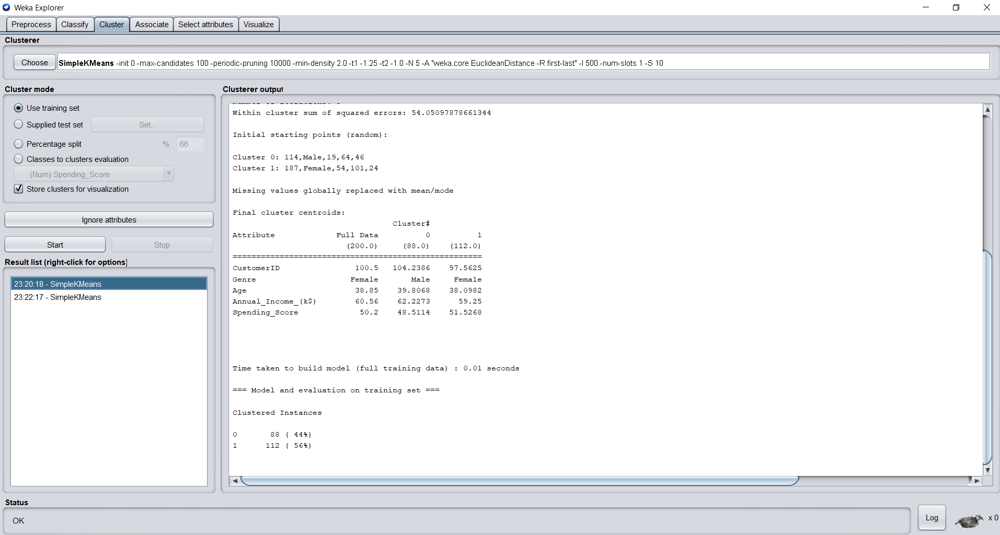 Weka Explorer
Preprocess Classify Cluster Associate Select attributes Visualize
Clusterer
Choose SimpleKMeans -init 0 -max-candidates 100 -periodic-pruning 10000 -min-density 2.0 -t1 -1.25 -t2 -1.0 -N 5 -A "weka.core.EuclideanDistance -R first-last" -I 500 -num-slots 1 -S 10
Cluster mode
Use training set
Supplied test set Set...
Percentage split % 66
Classes to clusters evaluation
(Num) Spending_Score
Store clusters for visualization
Ignore attributes
Start Stop
Result list (right-click for options)
23:20:18 - SimpleKMeans
23:22:17 - SimpleKMeans
Clusterer output
Within cluster sum of squared errors: 54.05097878661344
Initial starting points (random):
Cluster 0: 114,Male,19,64,46
Cluster 1: 187,Female,54,101,24
Missing values globally replaced with mean/mode
Final cluster centroids:
Cluster#
Attribute Full Data 0 1
(200.0) (88.0) (112.0)
=====================================================
CustomerID 100.5 104.2386 97.5625
Genre Female Male Female
Age 38.85 39.8068 38.0982
Annual_Income_(k$) 60.56 62.2273 59.25
Spending_Score 50.2 48.5114 51.5268
Time taken to build model (full training data) : 0.01 seconds
=== Model and evaluation on training set ===
Clustered Instances
0 88 ( 44%)
1 112 ( 56%)
Status
OK
Log x 0